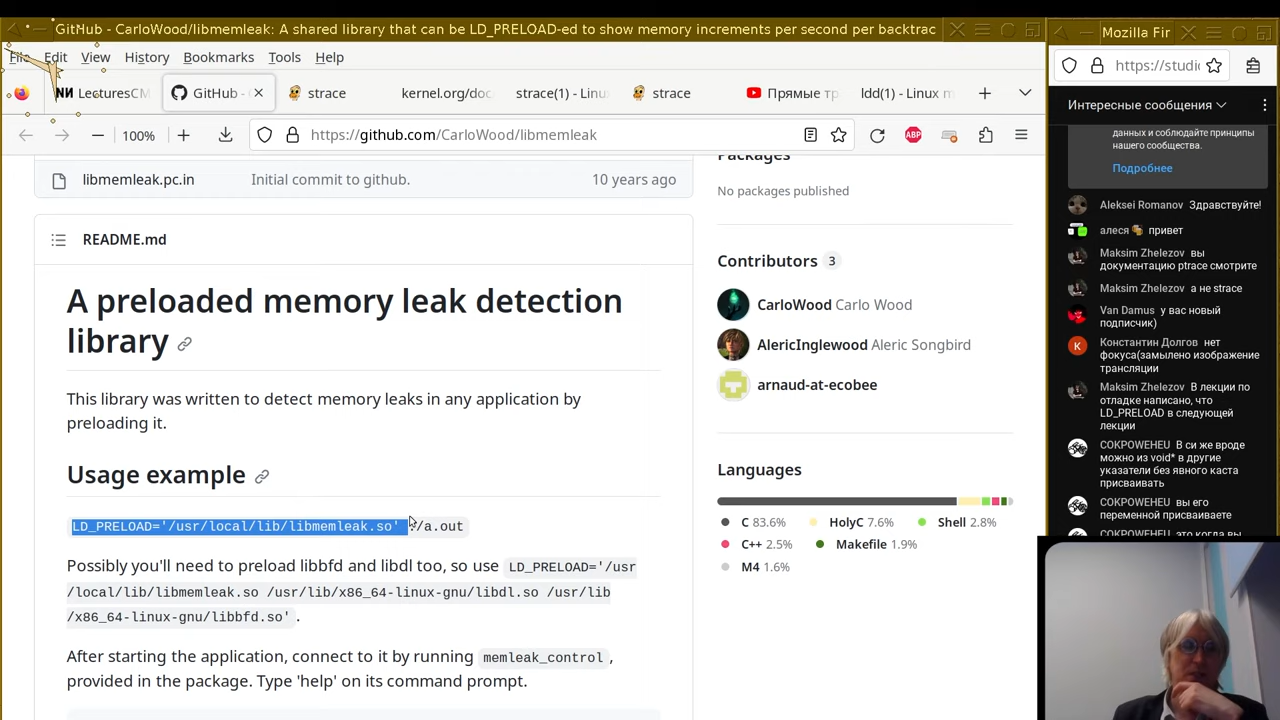 GitHub - CarloWood/libmemleak: A shared library that can be LD_PRELOAD-ed to show memory increments per second per backtrac
File Edit View History Bookmarks Tools Help
LecturesCM
GitHub - C
strace
kernel.org/doc
strace(1) - Linu
strace
Прямые тр
ldd(1) - Linux m
100%
https://github.com/CarloWood/libmemleak
ABP
libmemleak.pc.in Initial commit to github. 10 years ago
README.md
A preloaded memory leak detection
library
This library was written to detect memory leaks in any application by
preloading it.
Usage example
LD_PRELOAD='/usr/local/lib/libmemleak.so' ./a.out
Possibly you'll need to preload libbfd and libdl too, so use LD_PRELOAD='/usr
/local/lib/libmemleak.so /usr/lib/x86_64-linux-gnu/libdl.so /usr/lib
/x86_64-linux-gnu/libbfd.so'.
After starting the application, connect to it by running memleak_control,
provided in the package. Type 'help' on its command prompt.
Packages
No packages published
Contributors 3
CarloWood Carlo Wood
AlericInglewood Aleric Songbird
arnaud-at-ecobee
Languages
C 83.6% HolyC 7.6% Shell 2.8%
C++ 2.5% Makefile 1.9%
M4 1.6%
Mozilla Fir
https://studi
Интересные сообщения
данных и соблюдайте принципы
нашего сообщества.
Подробнее
Aleksei Romanov Здравствуйте!
алеся привет
Maksim Zhelezov вы
документацию ptrace смотрите
Maksim Zhelezov а не strace
Van Damus у вас новый
подписчик)
К
Константин Долгов нет
фокуса(замылено изображение
трансляции
Maksim Zhelezov В лекции по
отладке написано, что
LD_PRELOAD в следующей
лекции
COKPOWEHEU В си же вроде
можно из void* в другие
указатели без явного каста
присваивать
COKPOWEHEU вы его
переменной присваиваете
COKPOWEHEU это когда вы